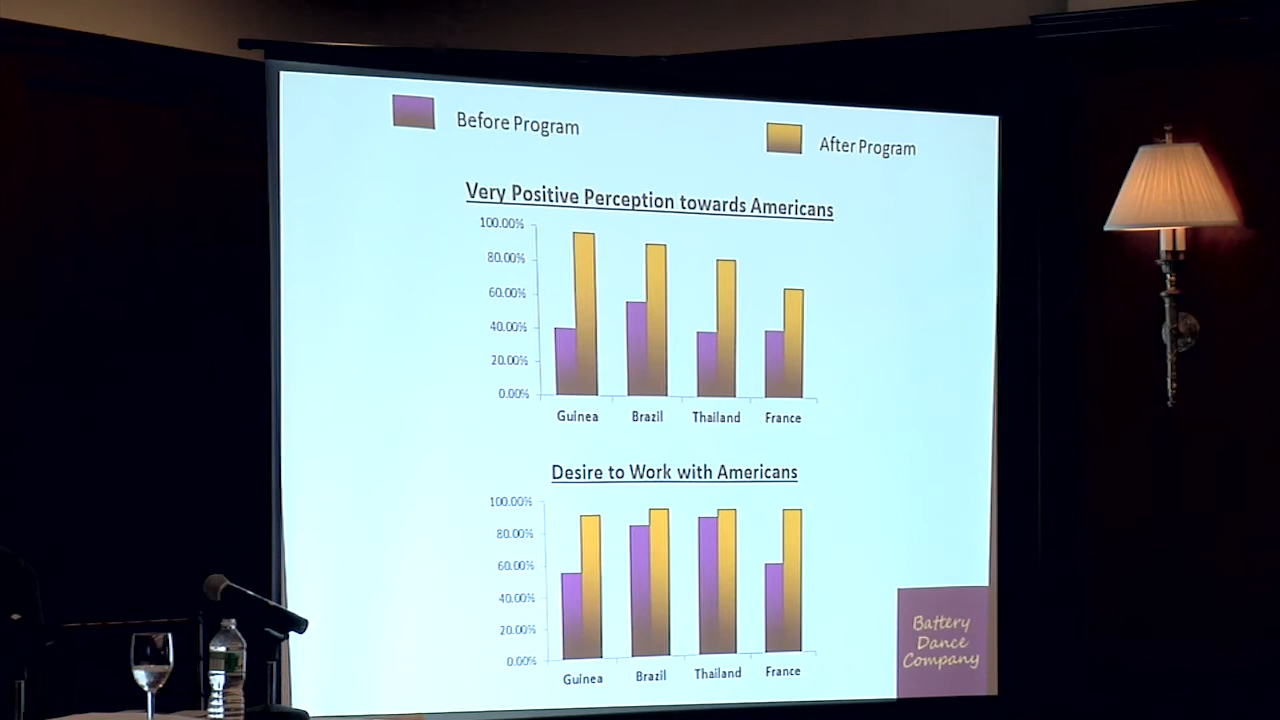 Before Program
After Program
Very Positive Perception towards Americans
100.00%
80.00%
60.00%
40.00%
20.00%
0.00%
Guinea Brazil Thailand France
Desire to Work with Americans
100.00%
80.00%
60.00%
40.00%
20.00%
0.00%
Guinea Brazil Thailand France
Battery
Dance
Company